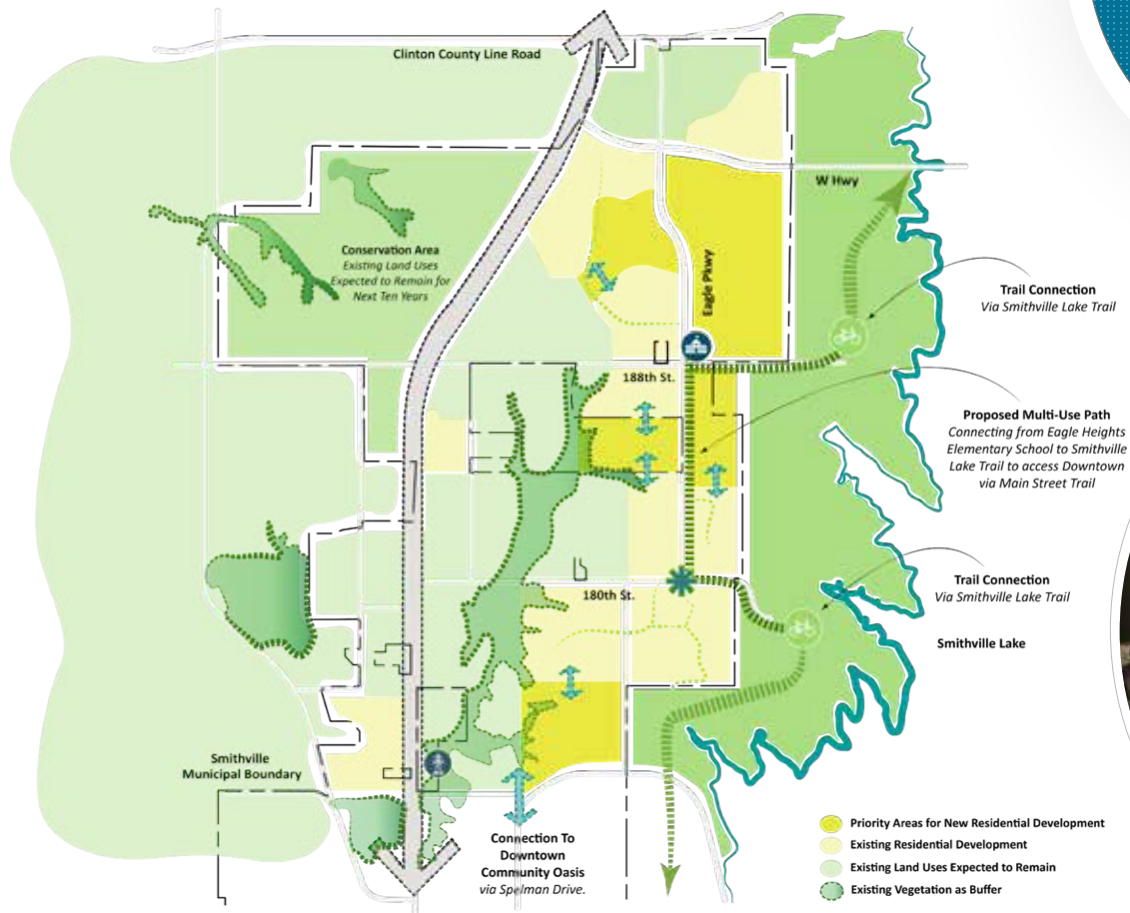 Clinton County Line Road
W Hwy
Conservation Area
Existing Land Uses
Expected to Remain for
Next Ten Years
Eagle Pkwy
Trail Connection
Via Smithville Lake Trail
188th St.
Proposed Multi-Use Path
Connecting from Eagle Heights
Elementary School to Smithville
Lake Trail to access Downtown
via Main Street Trail
180th St.
Trail Connection
Via Smithville Lake Trail
Smithville Lake
Smithville
Municipal Boundary
Connection To
Downtown
Community Oasis
via Spelman Drive.
Priority Areas for New Residential Development
Existing Residential Development
Existing Land Uses Expected to Remain
Existing Vegetation as Buffer